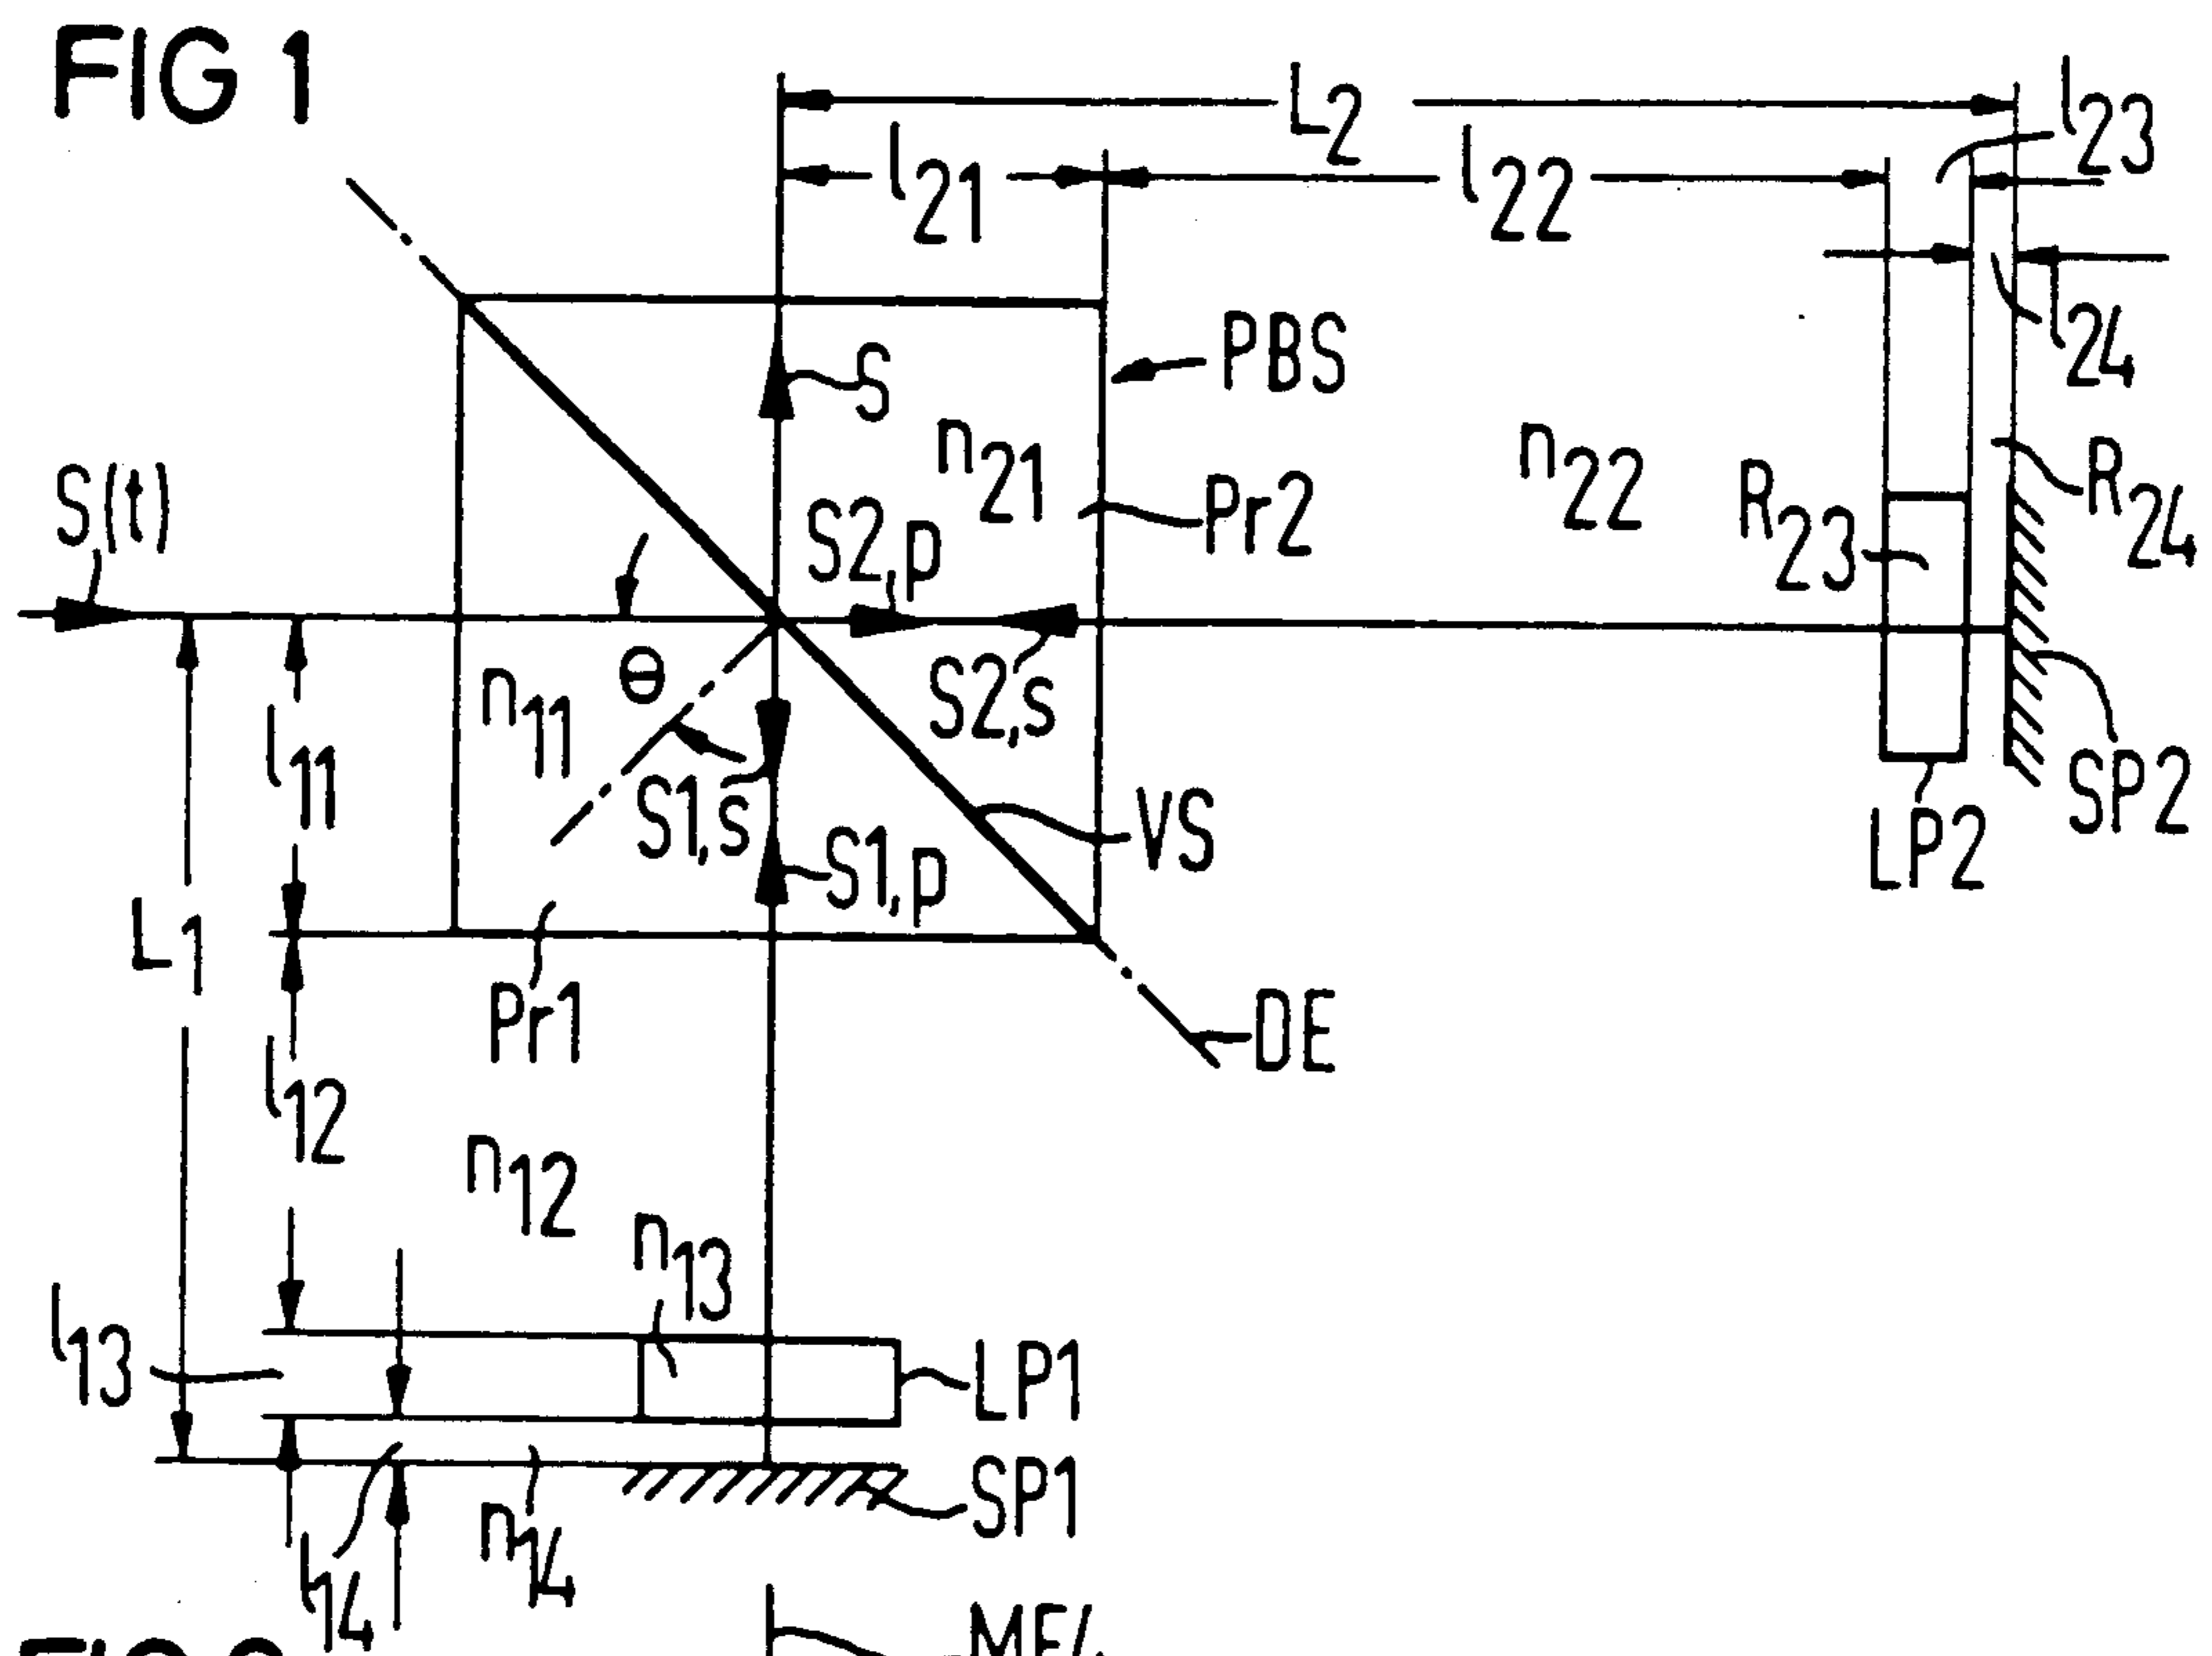 FIG 1
L2
l23
l21
l22
l24
S
PBS
n21
n22
S(t)
S2,p
Pr2
R23
R24
θ
n11
S2,s
l11
S1,s
S1,p
VS
LP2
SP2
L1
Pr1
DE
l12
n12
n13
l13
LP1
SP1
l14
n14